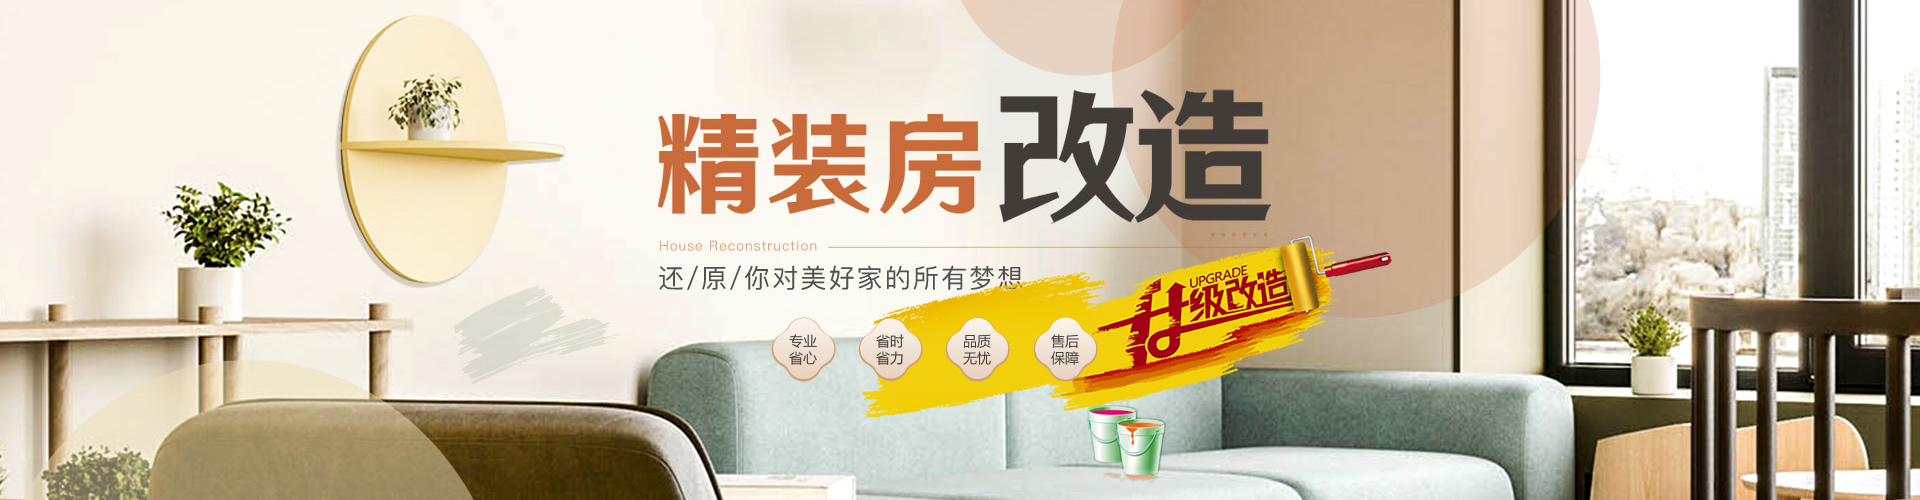 精装房改造
House Reconstruction
还/原/你对美好家的所有梦想
UPGRADE
升级改造
专业
省心
省时
省力
品质
无忧
售后
保障